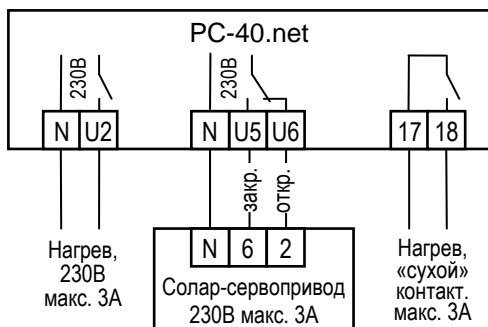 PC-40.net
230В
230В
N U2 N U5 U6 17 18
закр.
откр.
N 6 2
Нагрев,
230В
макс. 3А
Солар-сервопривод
230В макс. 3А
Нагрев,
«сухой»
контакт.
макс. 3А